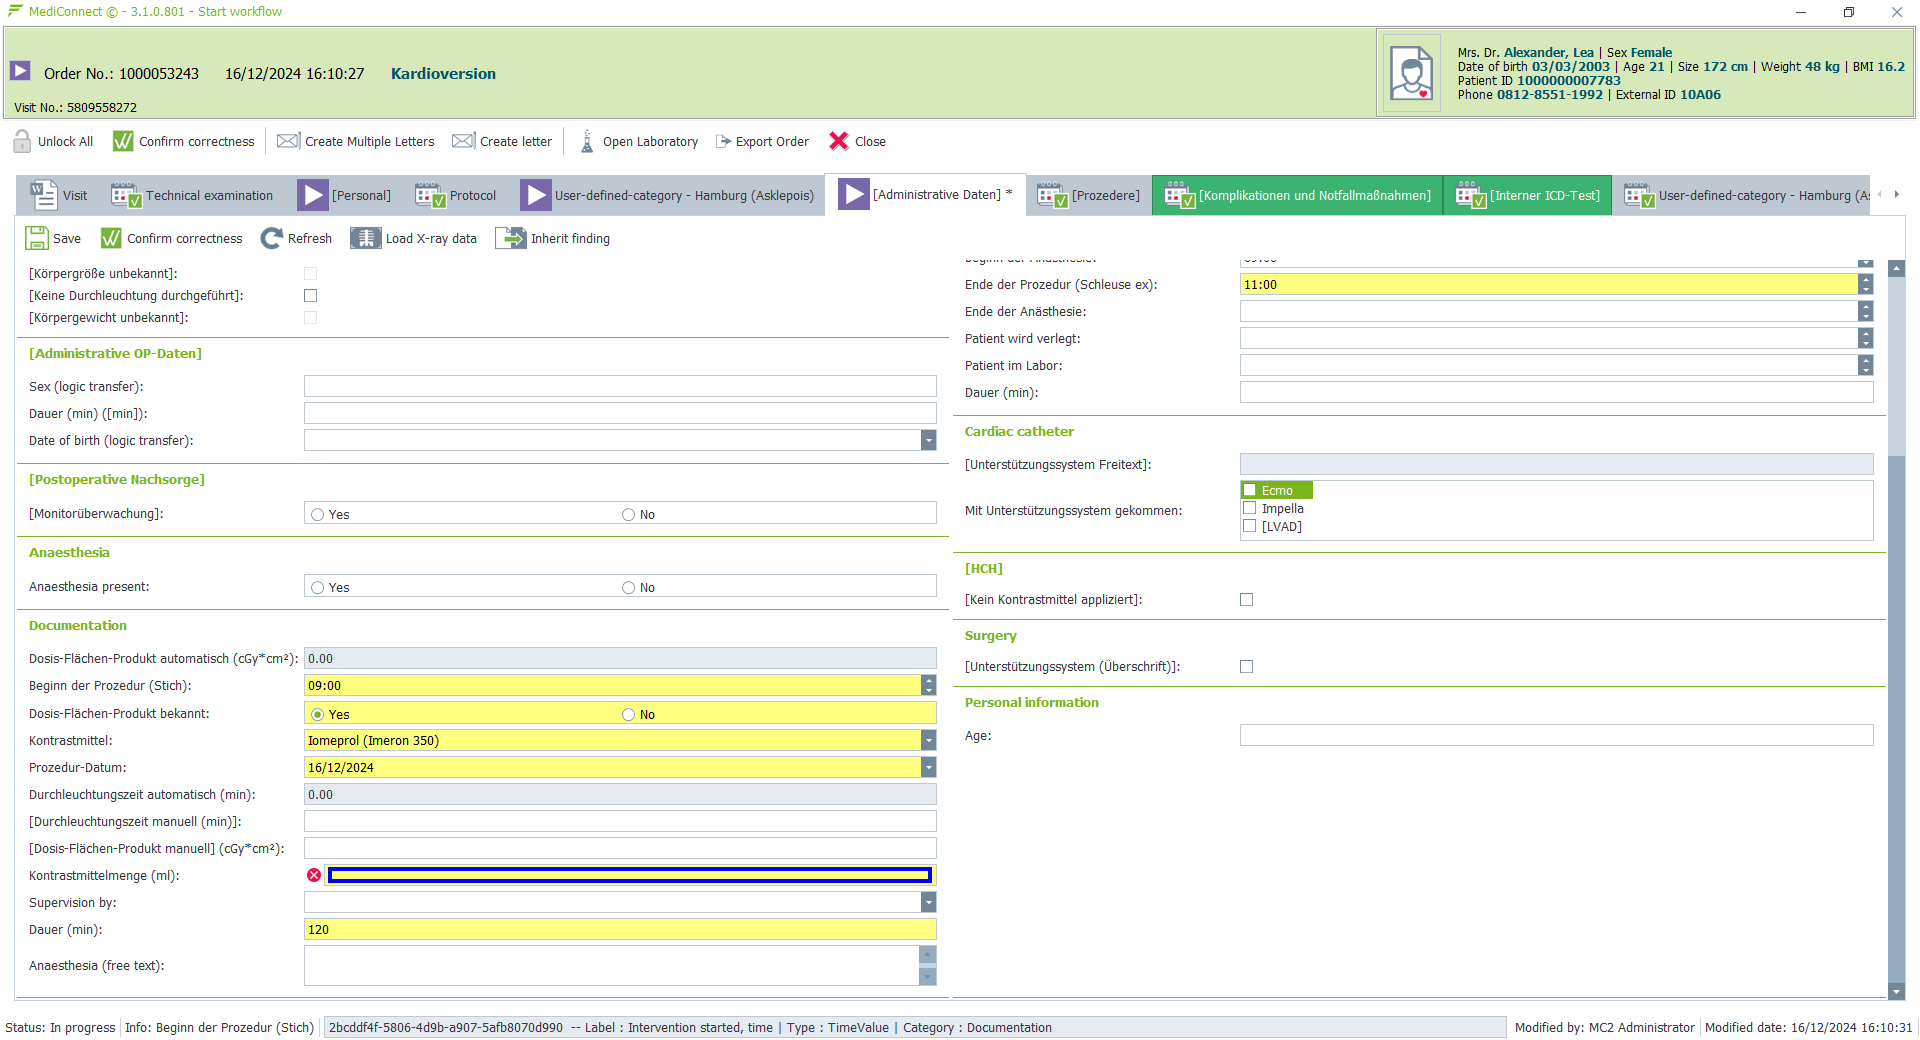 MediConnect © - 3.1.0.801 - Start workflow
Order No.: 1000053243 16/12/2024 16:10:27 Kardioversion
Visit No.: 5809558272
Mrs. Dr. Alexander, Lea | Sex Female
Date of birth 03/03/2003 | Age 21 | Size 172 cm | Weight 48 kg | BMI 16.2
Patient ID 1000000007783
Phone 0812-8551-1992 | External ID 10A06
Unlock All Confirm correctness Create Multiple Letters Create letter Open Laboratory Export Order Close
Visit Technical examination [Personal] Protocol User-defined-category - Hamburg (Asklepois) [Administrative Daten] * [Prozedere] [Komplikationen und Notfallmaßnahmen] [Interner ICD-Test] User-defined-category - Hamburg (As
Save Confirm correctness Refresh Load X-ray data Inherit finding
[Körpergröße unbekannt]:
[Keine Durchleuchtung durchgeführt]:
[Körpergewicht unbekannt]:
[Administrative OP-Daten]
Sex (logic transfer):
Dauer (min) ([min]):
Date of birth (logic transfer):
[Postoperative Nachsorge]
[Monitorüberwachung]: Yes No
Anaesthesia
Anaesthesia present: Yes No
Documentation
Dosis-Flächen-Produkt automatisch (cGy*cm²): 0.00
Beginn der Prozedur (Stich): 09:00
Dosis-Flächen-Produkt bekannt: Yes No
Kontrastmittel: Iomeprol (Imeron 350)
Prozedur-Datum: 16/12/2024
Durchleuchtungszeit automatisch (min): 0.00
[Durchleuchtungszeit manuell (min)]:
[Dosis-Flächen-Produkt manuell] (cGy*cm²):
Kontrastmittelmenge (ml):
Supervision by:
Dauer (min): 120
Anaesthesia (free text):
Beginn der Anästhesie: 09:00
Ende der Prozedur (Schleuse ex): 11:00
Ende der Anästhesie:
Patient wird verlegt:
Patient im Labor:
Dauer (min):
Cardiac catheter
[Unterstützungssystem Freitext]:
Mit Unterstützungssystem gekommen:
Ecmo
Impella
[LVAD]
[HCH]
[Kein Kontrastmittel appliziert]:
Surgery
[Unterstützungssystem (Überschrift)]:
Personal information
Age:
Status: In progress Info: Beginn der Prozedur (Stich) 2bcddf4f-5806-4d9b-a907-5afb8070d990 -- Label : Intervention started, time | Type : TimeValue | Category : Documentation Modified by: MC2 Administrator Modified date: 16/12/2024 16:10:31